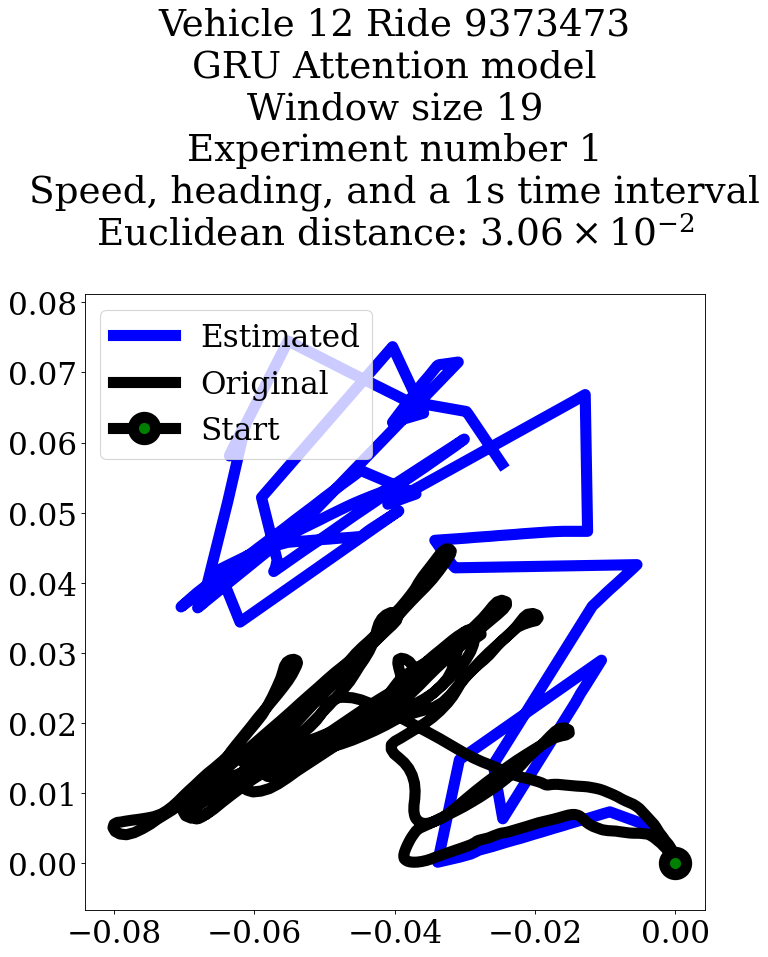 Vehicle 12 Ride 9373473
GRU Attention model
Window size 19
Experiment number 1
Speed, heading, and a 1s time interval
Euclidean distance: 3.06 × 10⁻²
0.08
0.07
0.06
0.05
0.04
0.03
0.02
0.01
0.00
Estimated
Original
Start
−0.08
−0.06
−0.04
−0.02
0.00